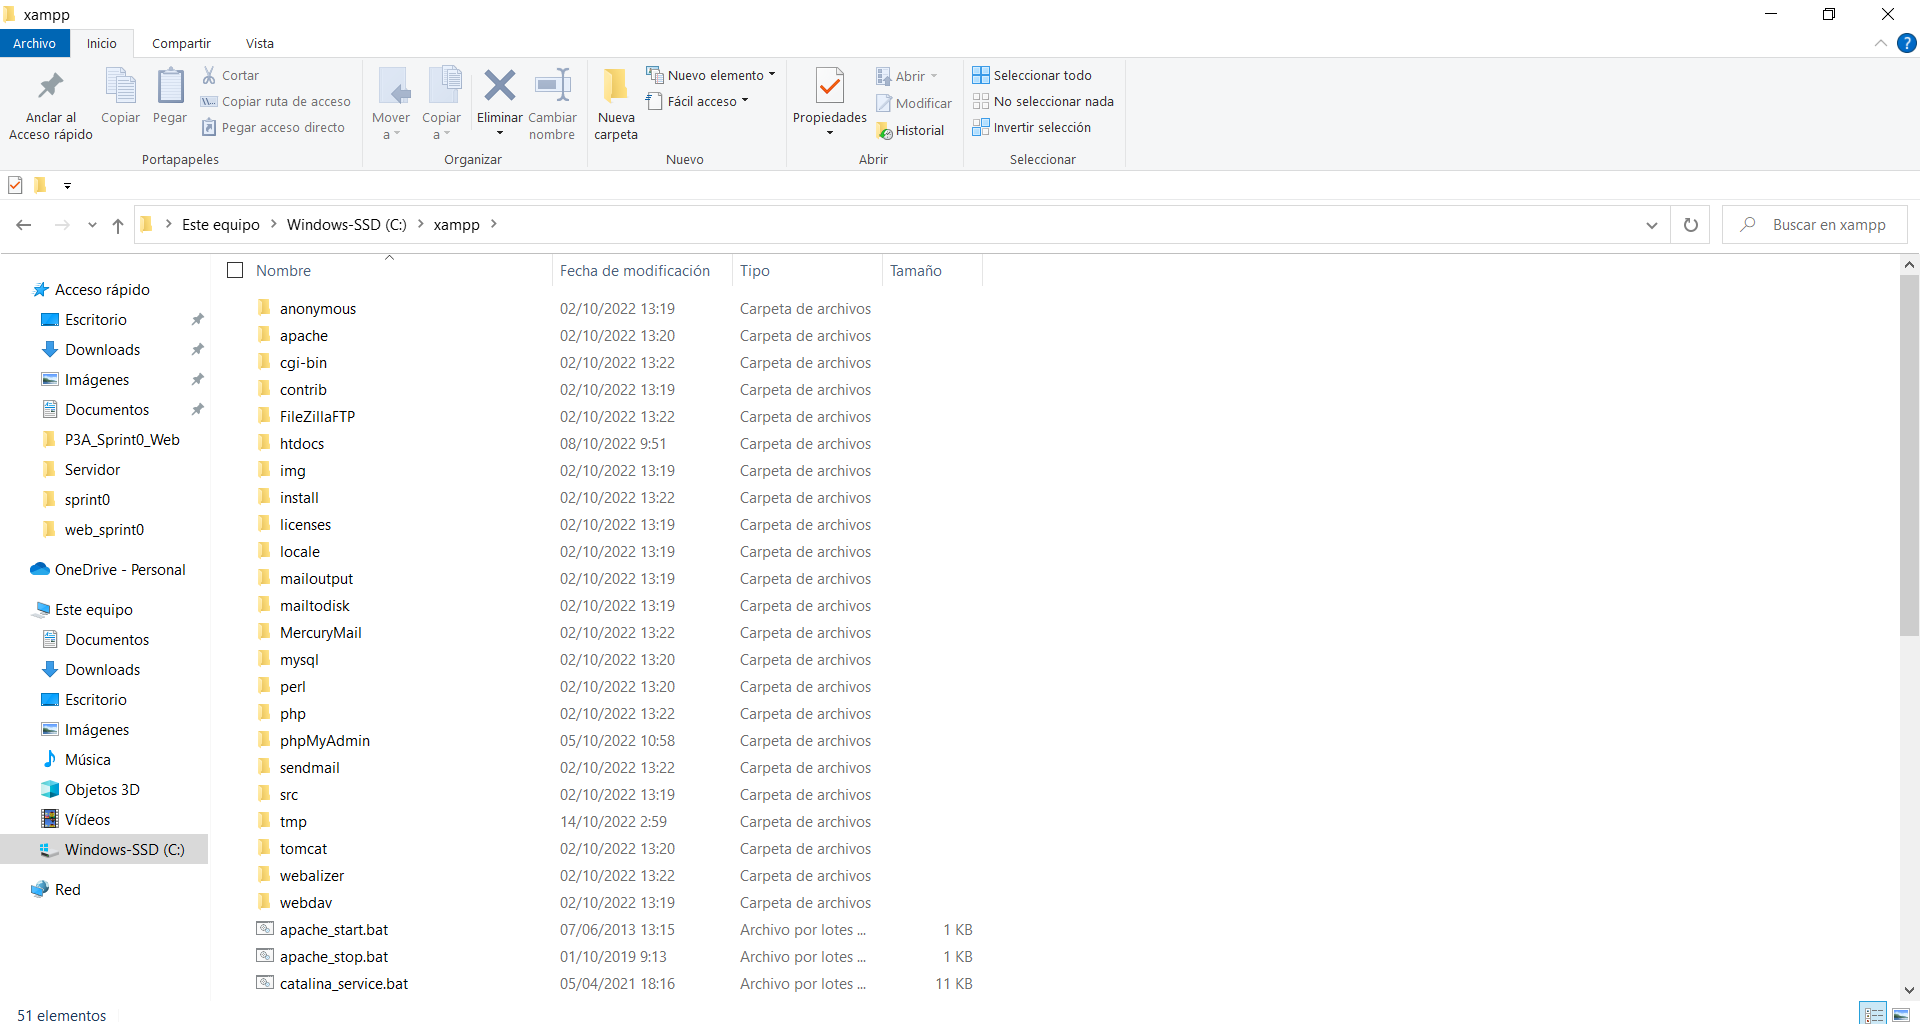 xampp
Archivo Inicio Compartir Vista
?
Anclar al
Acceso rápido
Copiar
Pegar
Cortar
Copiar ruta de acceso
Pegar acceso directo
Portapapeles
Mover
a
Copiar
a
Eliminar
Cambiar
nombre
Organizar
Nueva
carpeta
Nuevo elemento
Fácil acceso
Nuevo
Propiedades
Abrir
Modificar
Historial
Abrir
Seleccionar todo
No seleccionar nada
Invertir selección
Seleccionar
Este equipo > Windows-SSD (C:) > xampp >
Buscar en xampp
Acceso rápido
Escritorio
Downloads
Imágenes
Documentos
P3A_Sprint0_Web
Servidor
sprint0
web_sprint0
OneDrive - Personal
Este equipo
Documentos
Downloads
Escritorio
Imágenes
Música
Objetos 3D
Vídeos
Windows-SSD (C:)
Red
Nombre Fecha de modificación Tipo Tamaño
anonymous 02/10/2022 13:19 Carpeta de archivos
apache 02/10/2022 13:20 Carpeta de archivos
cgi-bin 02/10/2022 13:22 Carpeta de archivos
contrib 02/10/2022 13:19 Carpeta de archivos
FileZillaFTP 02/10/2022 13:22 Carpeta de archivos
htdocs 08/10/2022 9:51 Carpeta de archivos
img 02/10/2022 13:19 Carpeta de archivos
install 02/10/2022 13:22 Carpeta de archivos
licenses 02/10/2022 13:19 Carpeta de archivos
locale 02/10/2022 13:19 Carpeta de archivos
mailoutput 02/10/2022 13:19 Carpeta de archivos
mailtodisk 02/10/2022 13:19 Carpeta de archivos
MercuryMail 02/10/2022 13:22 Carpeta de archivos
mysql 02/10/2022 13:20 Carpeta de archivos
perl 02/10/2022 13:20 Carpeta de archivos
php 02/10/2022 13:22 Carpeta de archivos
phpMyAdmin 05/10/2022 10:58 Carpeta de archivos
sendmail 02/10/2022 13:22 Carpeta de archivos
src 02/10/2022 13:19 Carpeta de archivos
tmp 14/10/2022 2:59 Carpeta de archivos
tomcat 02/10/2022 13:20 Carpeta de archivos
webalizer 02/10/2022 13:22 Carpeta de archivos
webdav 02/10/2022 13:19 Carpeta de archivos
apache_start.bat 07/06/2013 13:15 Archivo por lotes ... 1 KB
apache_stop.bat 01/10/2019 9:13 Archivo por lotes ... 1 KB
catalina_service.bat 05/04/2021 18:16 Archivo por lotes ... 11 KB
51 elementos